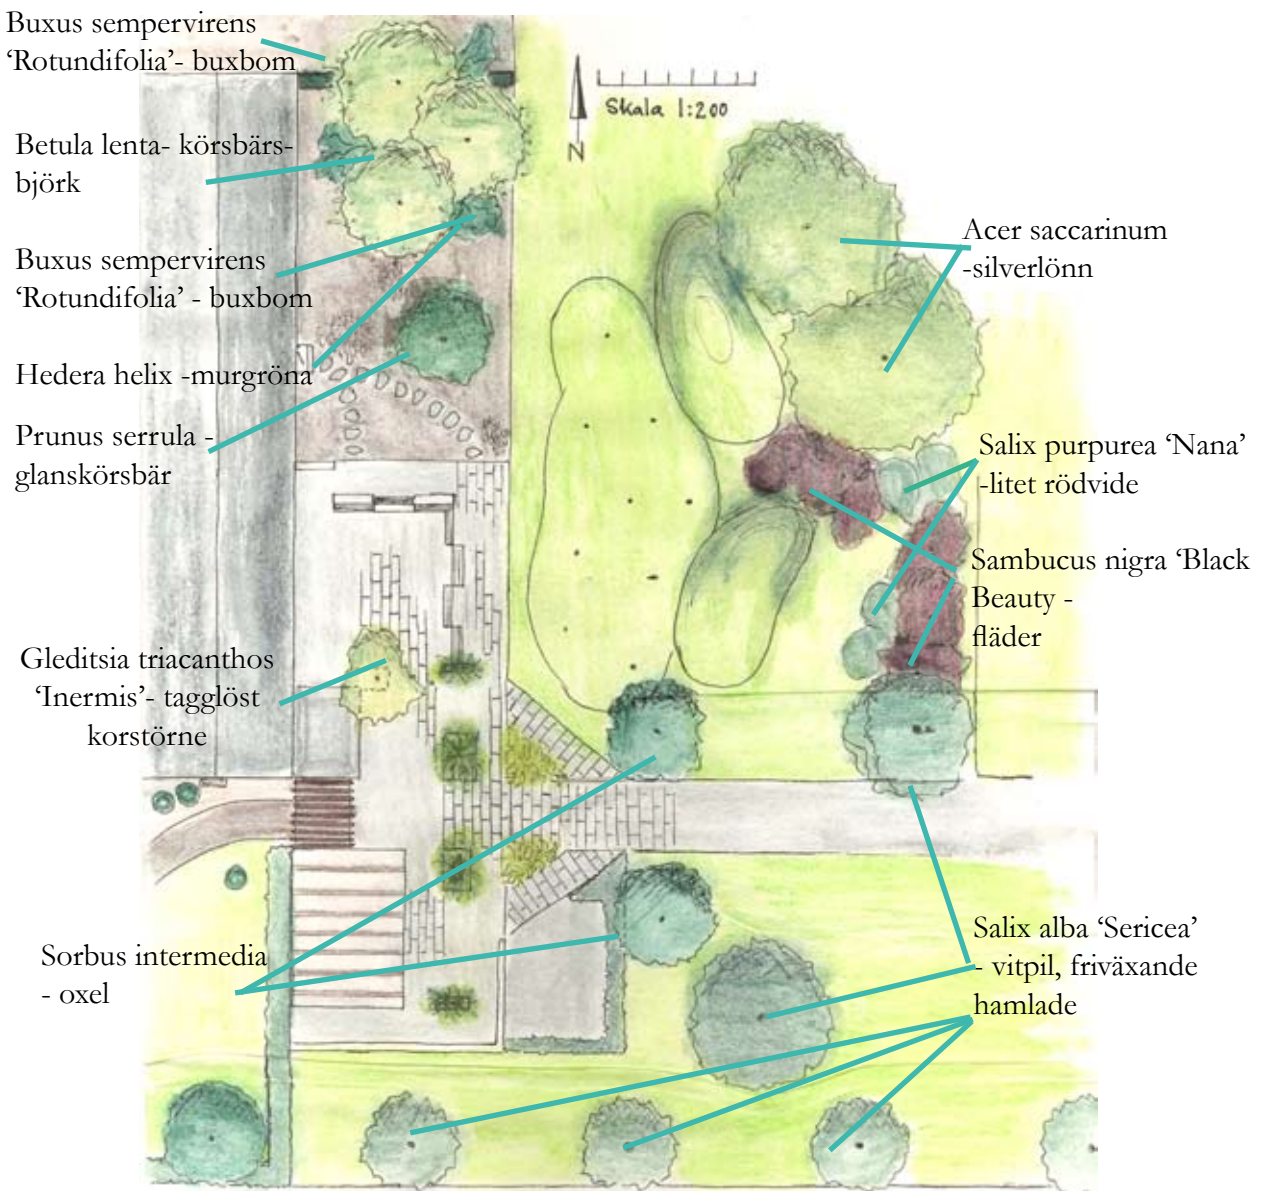 Buxus sempervirens
‘Rotundifolia’- buxbom
Skala 1:200
N
Betula lenta- körsbärs-
björk
Buxus sempervirens
‘Rotundifolia’ - buxbom
Hedera helix -murgröna
Prunus serrula -
glanskörsbär
Gleditsia triacanthos
‘Inermis’- tagglöst
korstörne
Sorbus intermedia
- oxel
Acer saccarinum
-silverlönn
Salix purpurea ‘Nana’
-litet rödvide
Sambucus nigra ‘Black
Beauty -
fläder
Salix alba ‘Sericea’
- vitpil, friväxande
hamlade